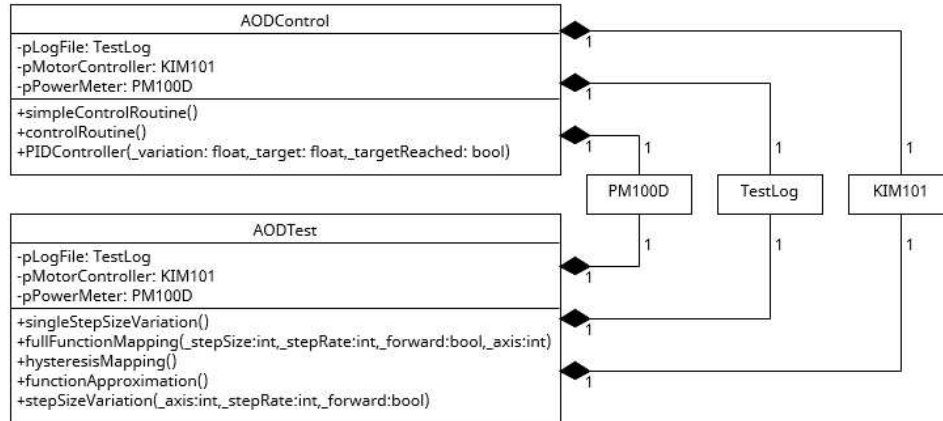 AODControl
-pLogFile: TestLog
-pMotorController: KIM101
-pPowerMeter: PM100D
+simpleControlRoutine()
+controlRoutine()
+PIDController(_variation: float,_target: float,_targetReached: bool)
1
1
1
1
1
1
PM100D
TestLog
KIM101
AODTest
-pLogFile: TestLog
-pMotorController: KIM101
-pPowerMeter: PM100D
+singleStepSizeVariation()
+fullFunctionMapping(_stepSize:int,_stepRate:int,_forward:bool,_axis:int)
+hysteresisMapping()
+functionApproximation()
+stepSizeVariation(_axis:int,_stepRate:int,_forward:bool)
1
1
1
1
1
1